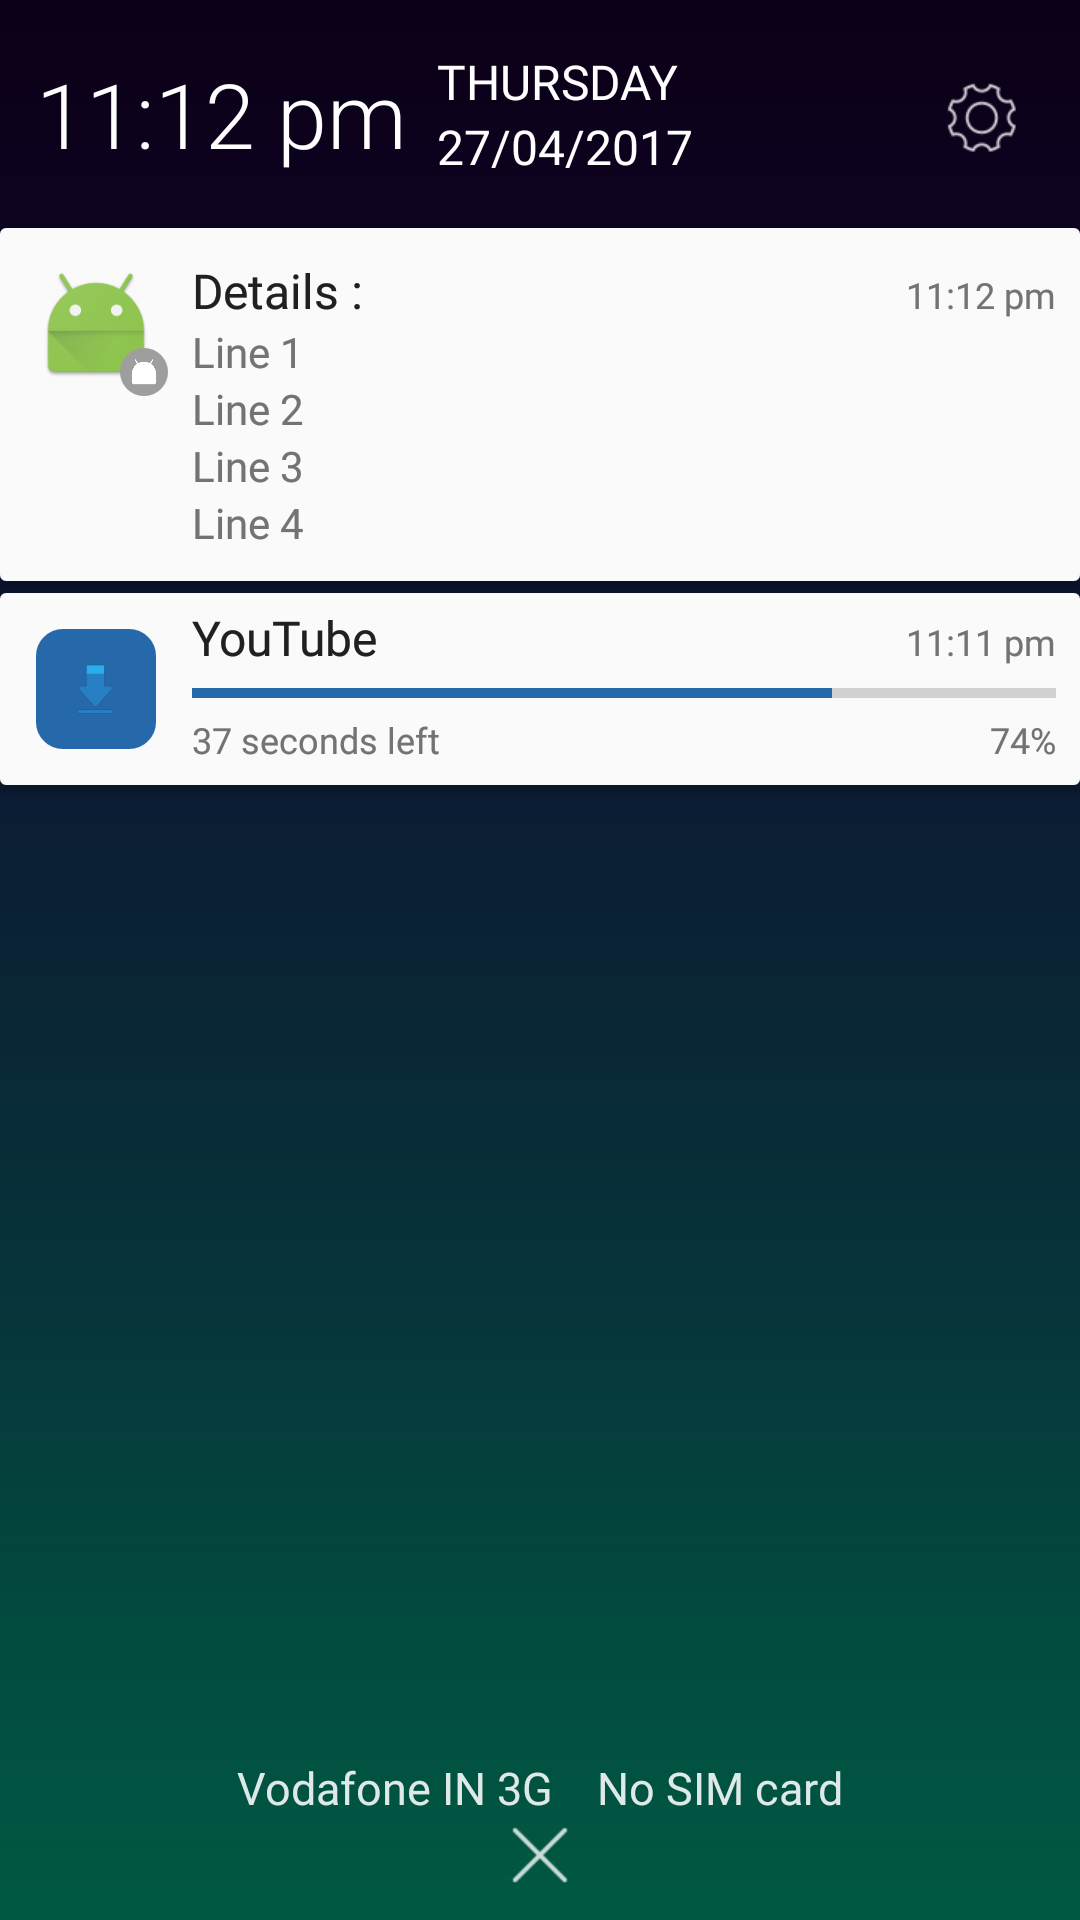 11:12 pm
THURSDAY
27/04/2017
Details :
11:12 pm
Line 1
Line 2
Line 3
Line 4
YouTube
11:11 pm
37 seconds left
74%
Vodafone IN 3G
No SIM card